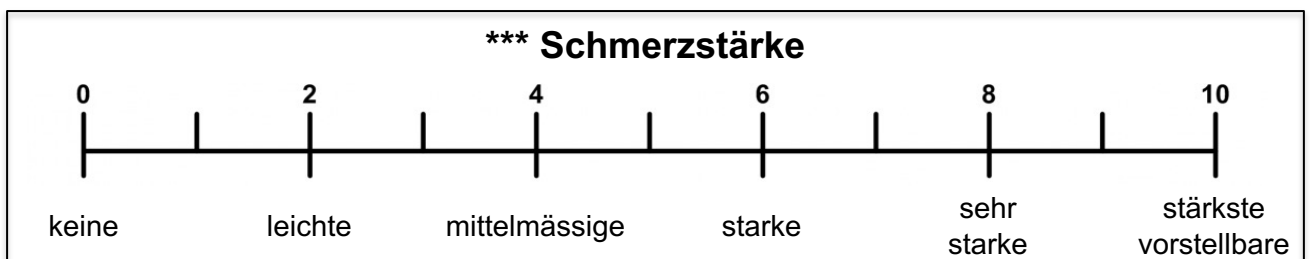 *** Schmerzstärke
0 2 4 6 8 10
keine leichte mittelmässige starke sehr starke stärkste vorstellbare